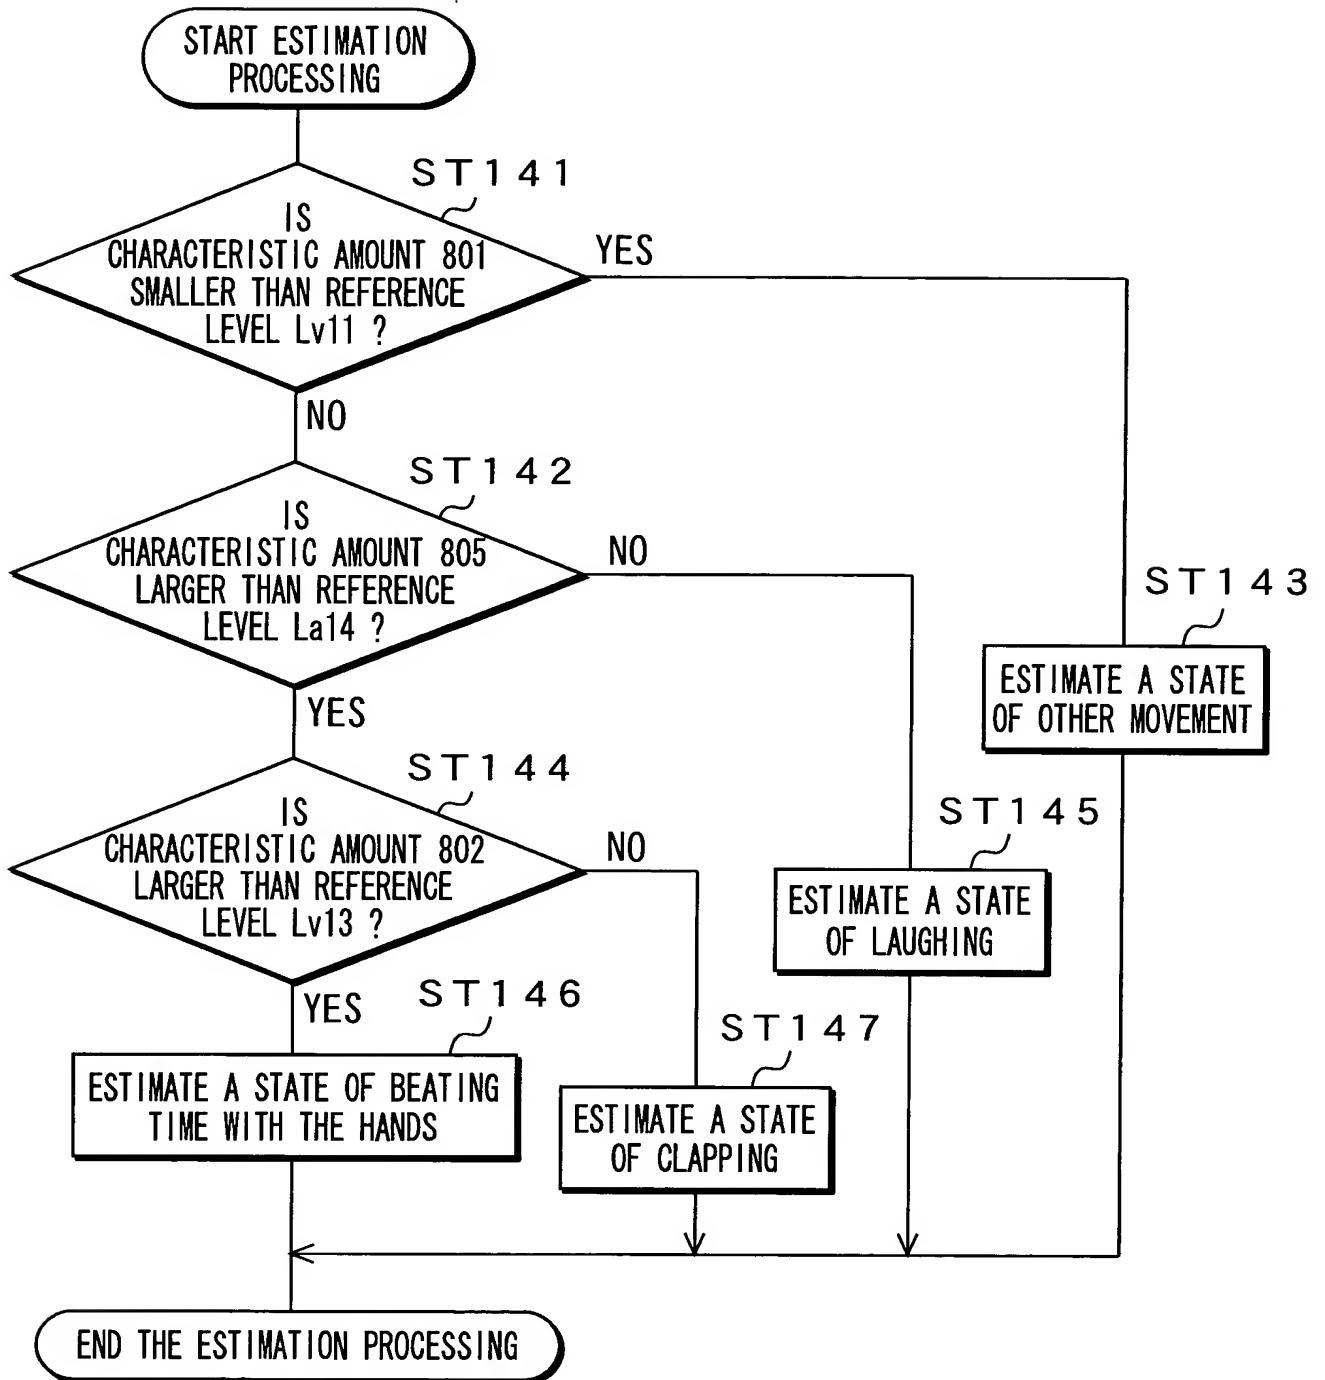 START ESTIMATION
PROCESSING
ST141
IS
CHARACTERISTIC AMOUNT 801
SMALLER THAN REFERENCE
LEVEL Lv11 ?
YES
NO
ST142
IS
CHARACTERISTIC AMOUNT 805
LARGER THAN REFERENCE
LEVEL La14 ?
NO
YES
ST143
ESTIMATE A STATE
OF OTHER MOVEMENT
ST144
IS
CHARACTERISTIC AMOUNT 802
LARGER THAN REFERENCE
LEVEL Lv13 ?
NO
YES
ST145
ESTIMATE A STATE
OF LAUGHING
ST146
ESTIMATE A STATE OF BEATING
TIME WITH THE HANDS
ST147
ESTIMATE A STATE
OF CLAPPING
END THE ESTIMATION PROCESSING